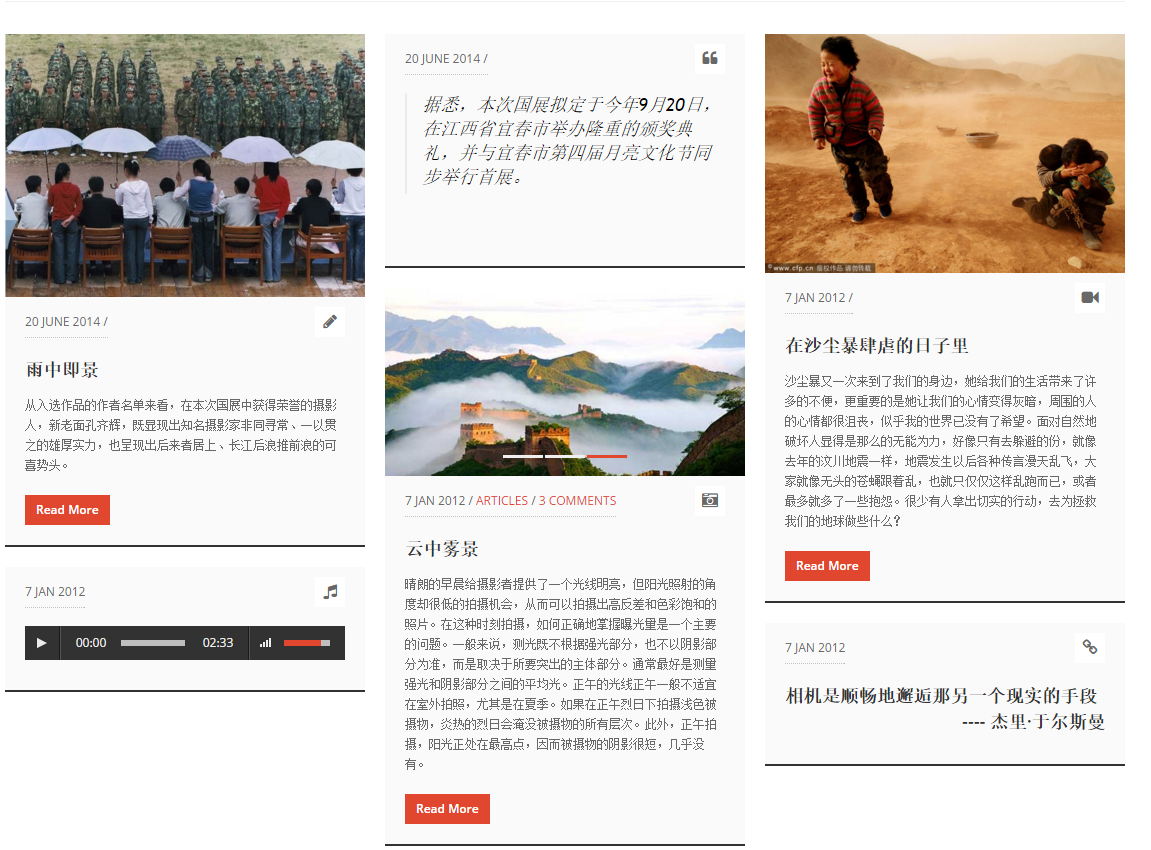 20 JUNE 2014 /
雨中即景
从入选作品的作者名单来看，在本次国展中获得荣誉的摄影
人，新老面孔齐辉，既显现出知名摄影家非同寻常、一以贯
之的雄厚实力，也呈现出后来者居上、长江后浪推前浪的可
喜势头。
Read More
7 JAN 2012
00:00 02:33
20 JUNE 2014 /
据悉，本次国展拟定于今年9月20日，
在江西省宜春市举办隆重的颁奖典
礼，并与宜春市第四届月亮文化节同
步举行首展。
7 JAN 2012 / ARTICLES / 3 COMMENTS
云中雾景
晴朗的早晨给摄影者提供了一个光线明亮，但阳光照射的角
度却很低的拍摄机会，从而可以拍摄出高反差和色彩饱和的
照片。在这种时刻拍摄，如何正确地掌握曝光量是一个主要
的问题。一般来说，测光既不根据强光部分，也不以阴影部
分为准，而是取决于所要突出的主体部分。通常最好是测量
强光和阴影部分之间的平均光。正午的光线正午一般不适宜
在室外拍照，尤其是在夏季。如果在正午烈日下拍摄浅色被
摄物，炎热的烈日会淹没被摄物的所有层次。此外，正午拍
摄，阳光正处在最高点，因而被摄物的阴影很短，几乎没
有。
Read More
www.cfp.cn 版权作品 请勿转载
7 JAN 2012 /
在沙尘暴肆虐的日子里
沙尘暴又一次来到了我们的身边，她给我们的生活带来了许
多的不便，更重要的是她让我们的心情变得灰暗，周围的人
的心情都很沮丧，似乎我的世界已没有了希望。面对自然地
破坏人显得是那么的无能为力，好像只有去躲避的份，就像
去年的汶川地震一样，地震发生以后各种传言漫天乱飞，大
家就像无头的苍蝇跟着乱，也就只仅仅这样乱跑而已，或者
最多就多了一些抱怨。很少有人拿出切实的行动，去为拯救
我们的地球做些什么？
Read More
7 JAN 2012
相机是顺畅地邂逅那另一个现实的手段
---- 杰里·于尔斯曼